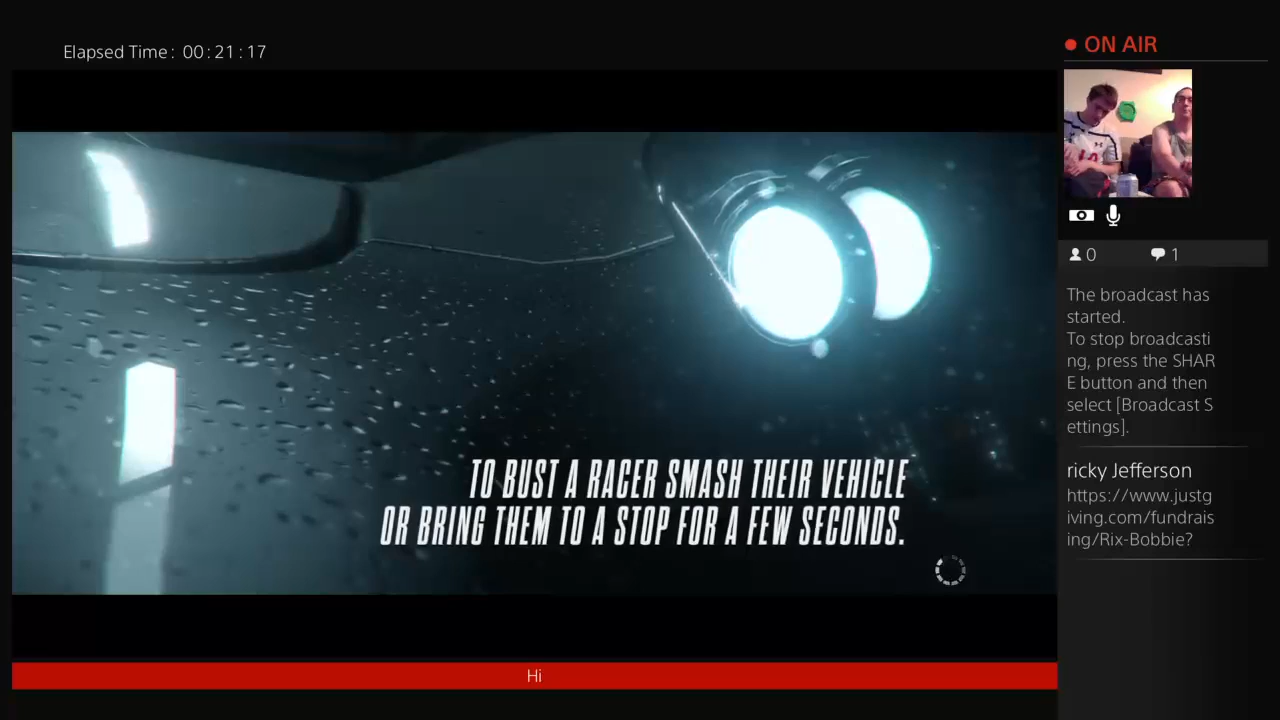 Elapsed Time: 00:21:17
ON AIR
0 1
The broadcast has
started.
To stop broadcasti
ng, press the SHAR
E button and then
select [Broadcast S
ettings].
ricky Jefferson
https://www.justg
iving.com/fundrais
ing/Rix-Bobbie?
TO BUST A RACER SMASH THEIR VEHICLE
OR BRING THEM TO A STOP FOR A FEW SECONDS.
Hi